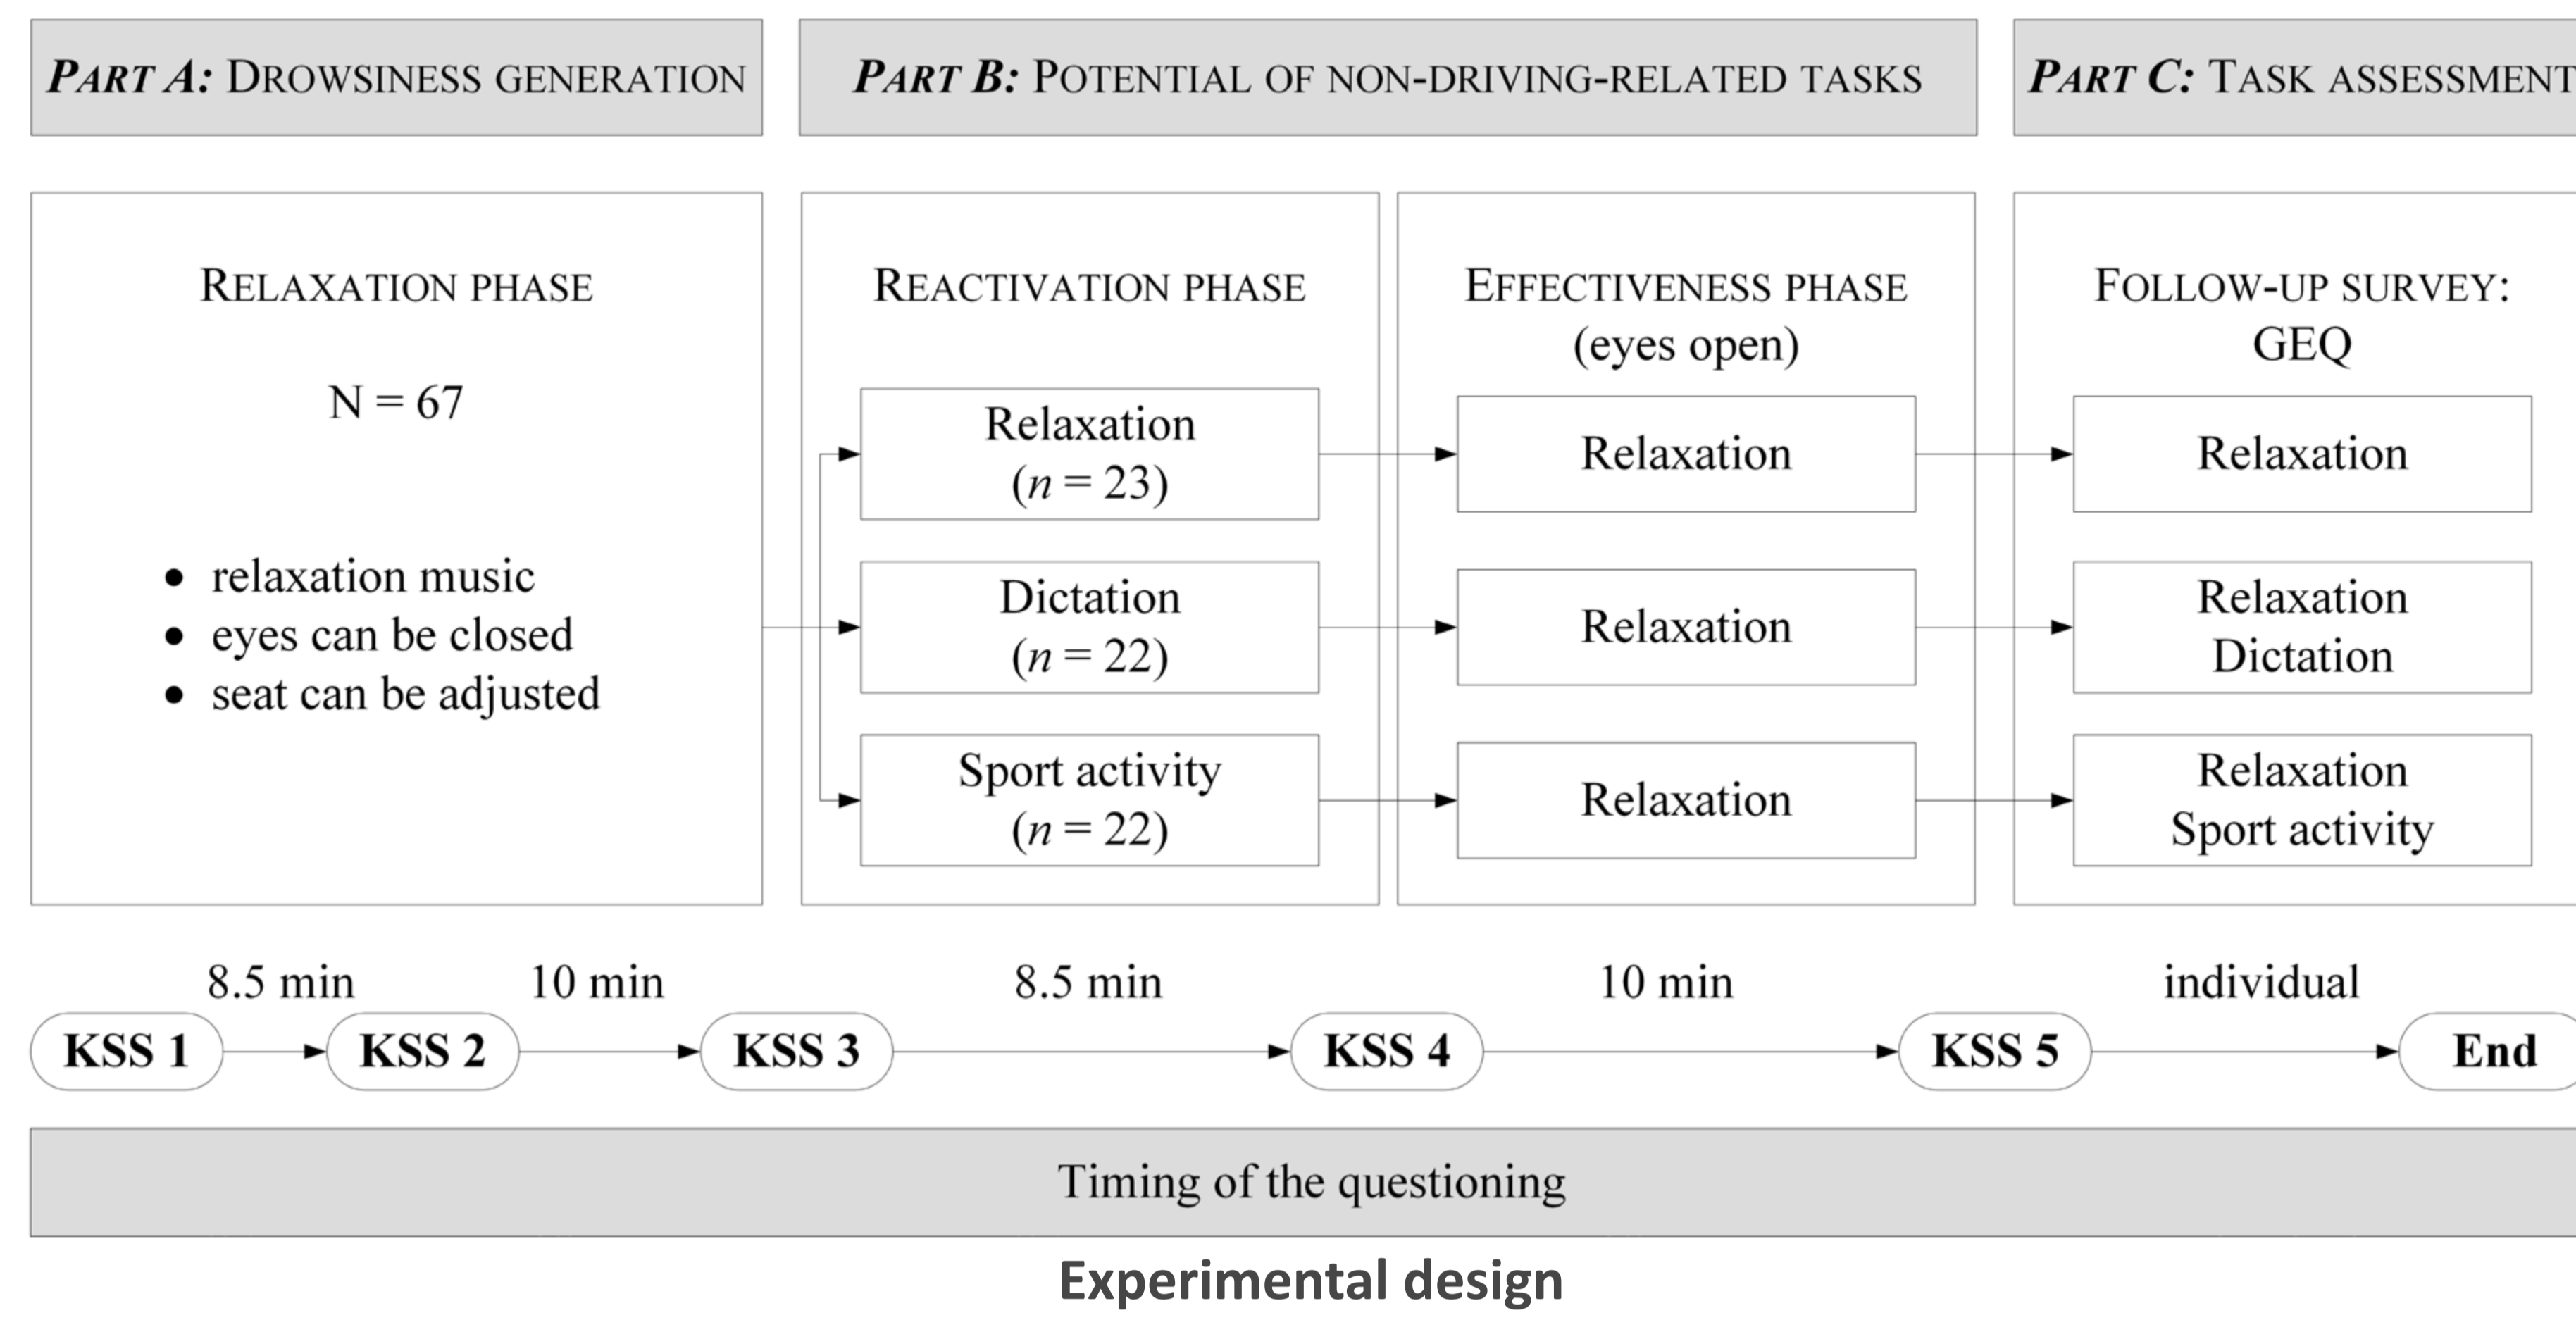 PART A: DROWSINESS GENERATION
PART B: POTENTIAL OF NON-DRIVING-RELATED TASKS
PART C: TASK ASSESSMENT
RELAXATION PHASE
N = 67
• relaxation music
• eyes can be closed
• seat can be adjusted
REACTIVATION PHASE
Relaxation
(n = 23)
Dictation
(n = 22)
Sport activity
(n = 22)
EFFECTIVENESS PHASE
(eyes open)
Relaxation
Relaxation
Relaxation
FOLLOW-UP SURVEY:
GEQ
Relaxation
Relaxation
Dictation
Relaxation
Sport activity
8.5 min
10 min
8.5 min
10 min
individual
KSS 1
KSS 2
KSS 3
KSS 4
KSS 5
End
Timing of the questioning
Experimental design